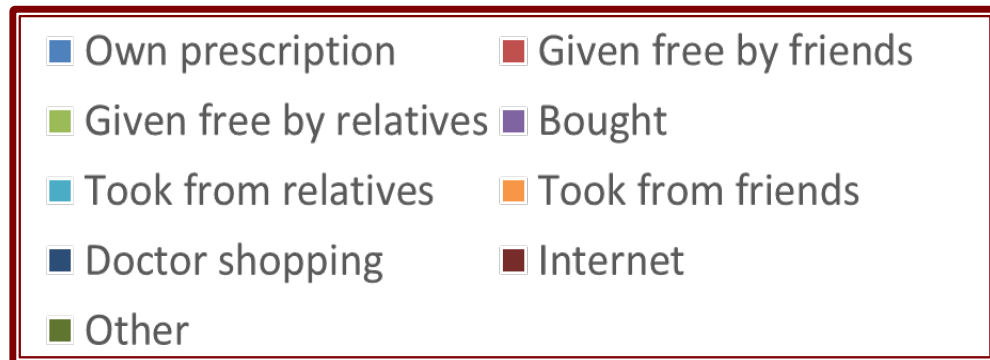 Own prescription Given free by friends
Given free by relatives Bought
Took from relatives Took from friends
Doctor shopping Internet
Other